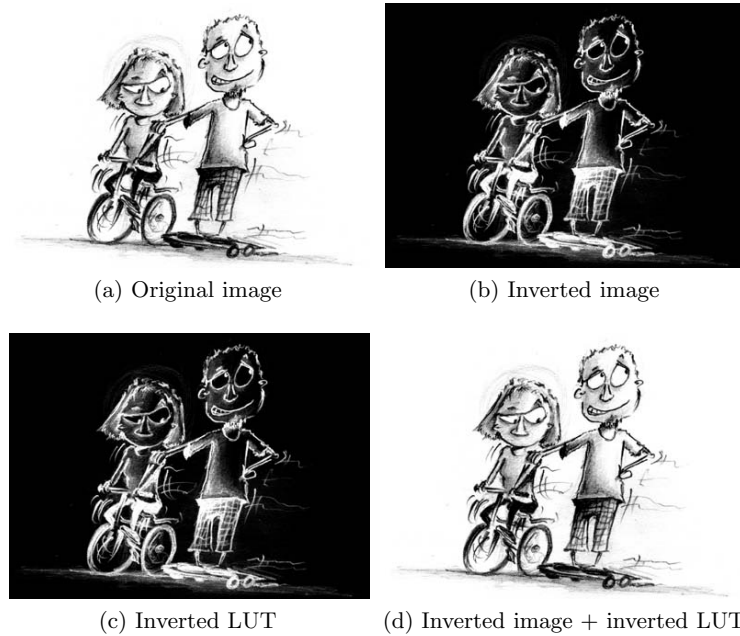 (a) Original image
(b) Inverted image
(c) Inverted LUT
(d) Inverted image + inverted LUT